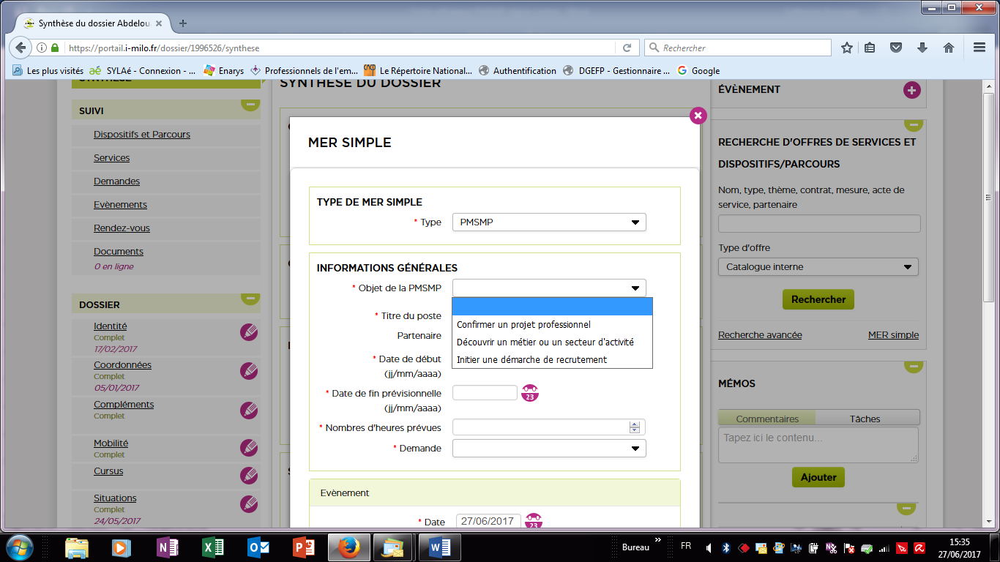 Synthèse du dossier Abdelou
https://portail.i-milo.fr/dossier/1996526/synthese
Rechercher
Les plus visités
SYLAé - Connexion - ...
Enarys
Professionnels de l'em...
Le Répertoire National...
Authentification
DGEFP - Gestionnaire ...
Google
SYNTHÈSE
SUIVI
Dispositifs et Parcours
Services
Demandes
Evènements
Rendez-vous
Documents
0 en ligne
DOSSIER
Identité
Complet
17/02/2017
Coordonnées
Complet
05/01/2017
Compléments
Complet
Mobilité
Complet
Cursus
Situations
Complet
24/05/2017
SYNTHÈSE DU DOSSIER
MER SIMPLE
TYPE DE MER SIMPLE
* Type
PMSMP
INFORMATIONS GÉNÉRALES
* Objet de la PMSMP
Confirmer un projet professionnel
Découvrir un métier ou un secteur d'activité
Initier une démarche de recrutement
* Titre du poste
Partenaire
* Date de début
(jj/mm/aaaa)
* Date de fin prévisionnelle
(jj/mm/aaaa)
23
* Nombres d'heures prévues
* Demande
Evènement
* Date
27/06/2017
23
ÉVÈNEMENT
RECHERCHE D'OFFRES DE SERVICES ET
DISPOSITIFS/PARCOURS
Nom, type, thème, contrat, mesure, acte de
service, partenaire
Type d'offre
Catalogue interne
Rechercher
Recherche avancée
MER simple
MÉMOS
Commentaires
Tâches
Tapez ici le contenu...
Ajouter
Bureau
FR
15:35
27/06/2017